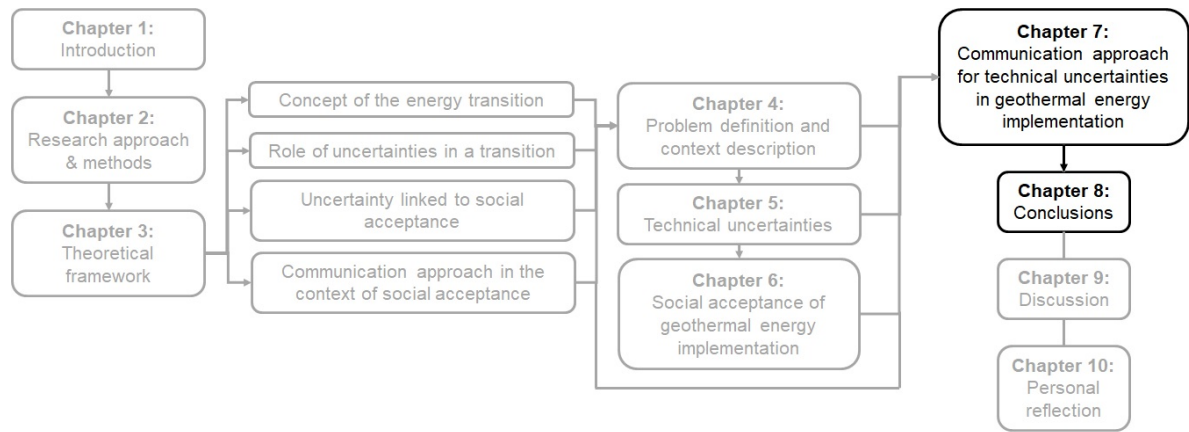 Chapter 1:
Introduction
Chapter 2:
Research approach
& methods
Chapter 3:
Theoretical
framework
Concept of the energy transition
Role of uncertainties in a transition
Uncertainty linked to social
acceptance
Communication approach in the
context of social acceptance
Chapter 4:
Problem definition and
context description
Chapter 5:
Technical uncertainties
Chapter 6:
Social acceptance of
geothermal energy
implementation
Chapter 7:
Communication approach
for technical uncertainties
in geothermal energy
implementation
Chapter 8:
Conclusions
Chapter 9:
Discussion
Chapter 10:
Personal
reflection